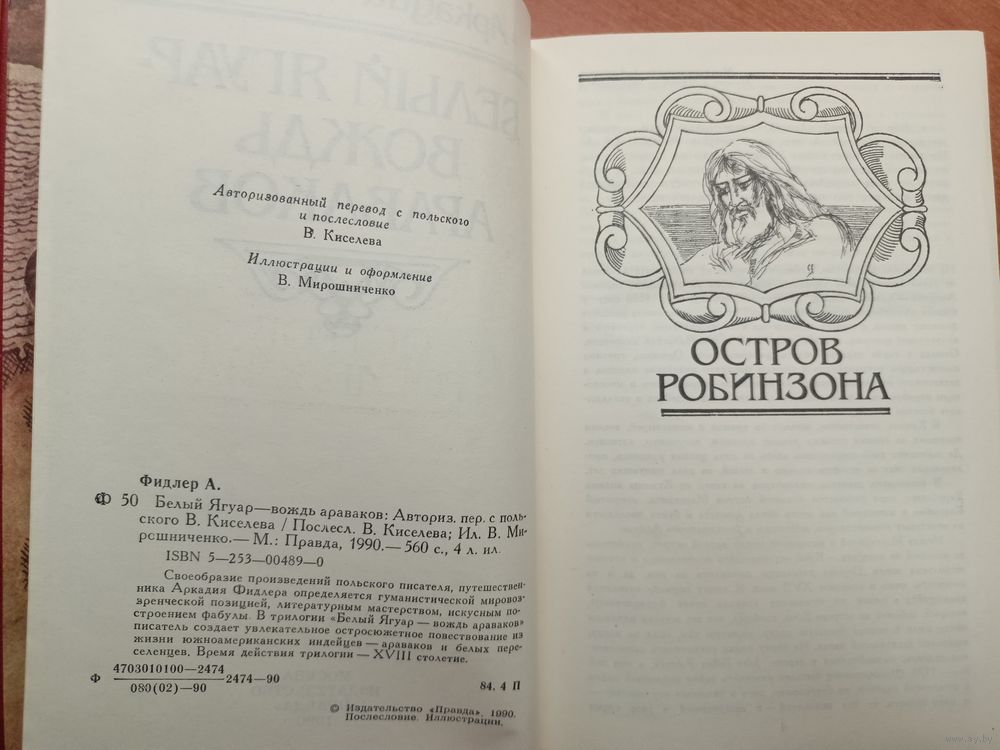 Авторизованный перевод с польского
и послесловие
В. Киселева
Иллюстрации и оформление
В. Мирошниченко
Фидлер А.
Ф 50 Белый Ягуар—вождь араваков: Авториз. пер. с поль-
ского В. Киселева / Послесл. В. Киселева; Ил. В. Ми-
рошниченко.— М.: Правда, 1990.— 560 с., 4 л. ил.
ISBN 5—253—00489—0
Своеобразие произведений польского писателя, путешествен-
ника Аркадия Фидлера определяется гуманистической мировоз-
зренческой позицией, литературным мастерством, искусным по-
строением фабулы. В трилогии «Белый Ягуар — вождь араваков»
писатель создает увлекательное остросюжетное повествование из
жизни южноамериканских индейцев — араваков и белых пере-
селенцев. Время действия трилогии — XVIII столетие.
Ф 4703010100—2474
080(02)—90
2474—90
84. 4 П
© Издательство «Правда», 1990.
Послесловие. Иллюстрации.
ОСТРОВ
РОБИНЗОНА
www.ay.by